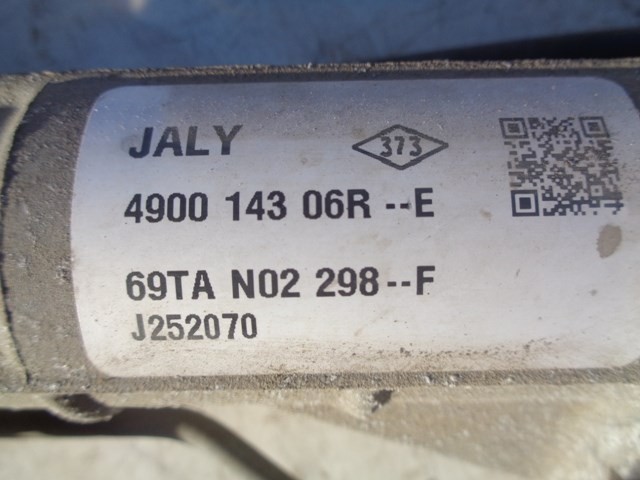 JALY
373
4900 143 06R--E
69TA N02 298--F
J252070